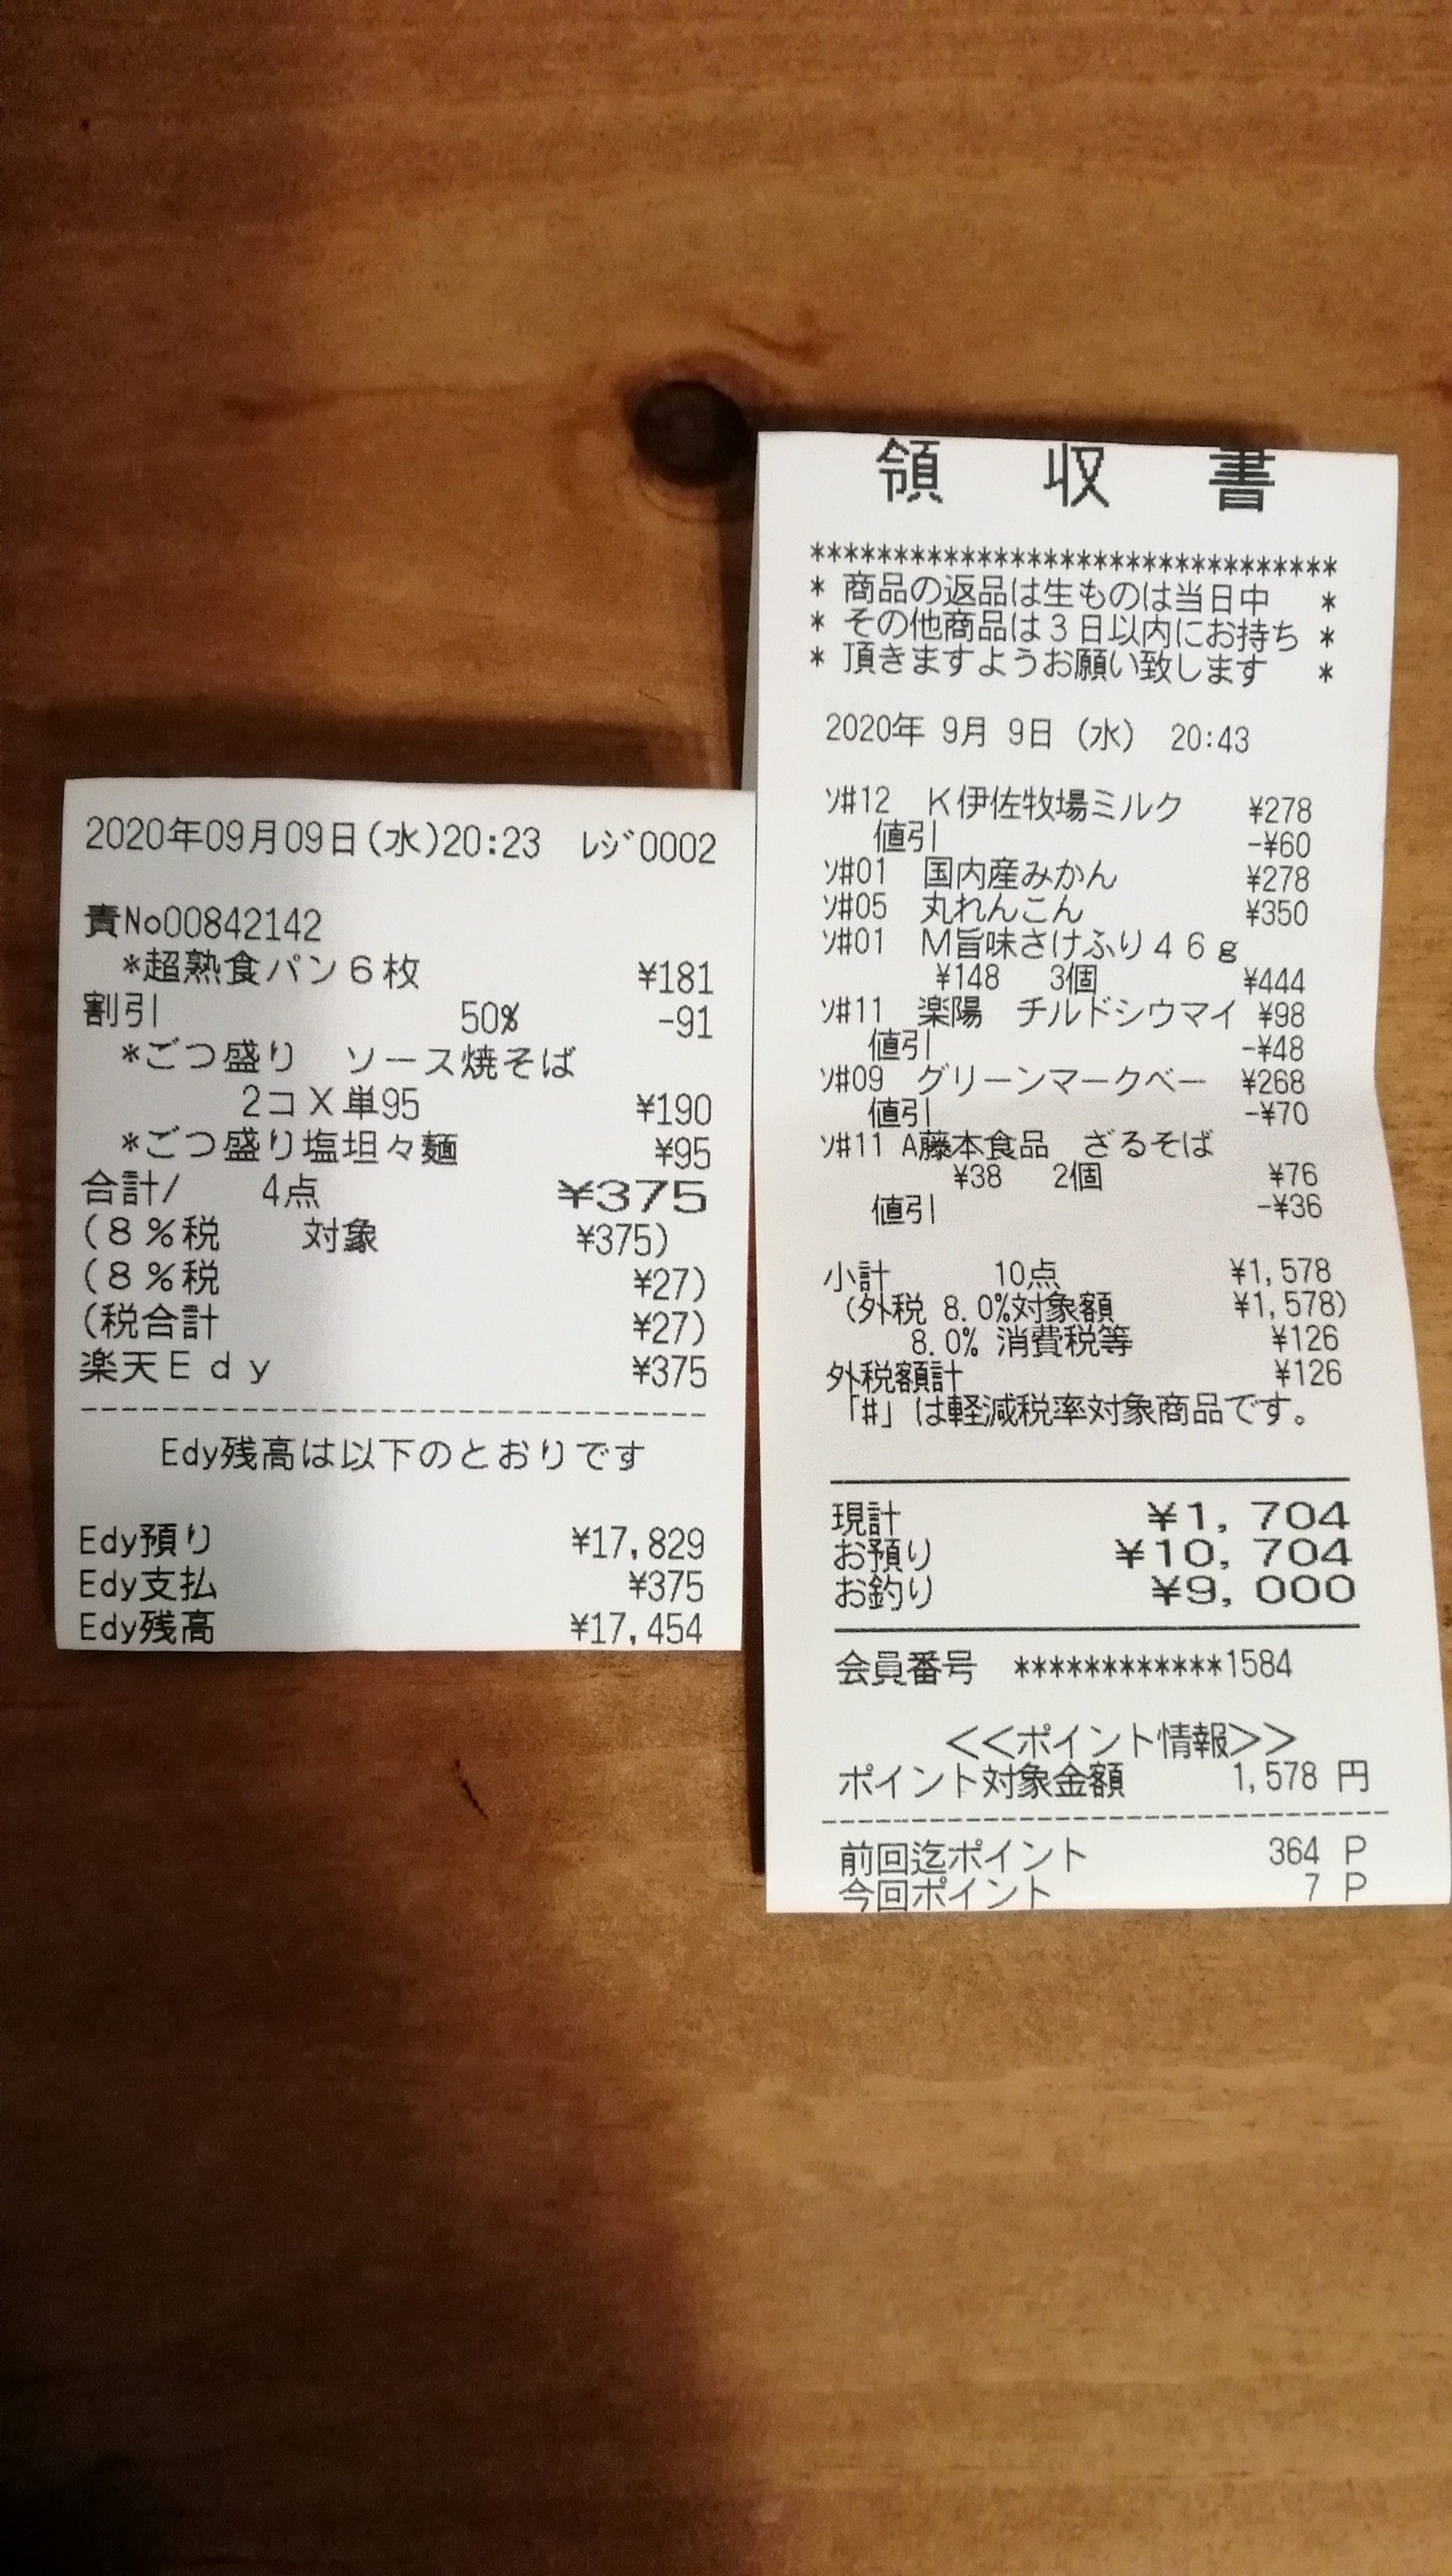 2020年09月09日(水)20:23 ﾚｼﾞ0002
責No00842142
*超熟食パン６枚 ¥181
割引 50% -91
*ごつ盛り ソース焼そば
2コX単95 ¥190
*ごつ盛り塩坦々麺 ¥95
合計/ 4点 ¥375
(８％税 対象 ¥375)
(８％税 ¥27)
(税合計 ¥27)
楽天Ｅｄｙ ¥375
--------------------------------
Edy残高は以下のとおりです
Edy預り ¥17,829
Edy支払 ¥375
Edy残高 ¥17,454
領 収 書
********************************
* 商品の返品は生ものは当日中 *
* その他商品は３日以内にお持ち *
* 頂きますようお願い致します *
2020年 9月 9日 (水) 20:43
ｿ#12 Ｋ伊佐牧場ミルク ¥278
値引 -¥60
ｿ#01 国内産みかん ¥278
ｿ#05 丸れんこん ¥350
ｿ#01 Ｍ旨味さけふり４６ｇ
¥148 3個 ¥444
ｿ#11 楽陽 チルドシウマイ ¥98
値引 -¥48
ｿ#09 グリーンマークベー ¥268
値引 -¥70
ｿ#11 A藤本食品 ざるそば
¥38 2個 ¥76
値引 -¥36
小計 10点 ¥1,578
(外税 8.0%対象額 ¥1,578)
8.0% 消費税等 ¥126
外税額計 ¥126
「#」は軽減税率対象商品です。
現計 ¥1,704
お預り ¥10,704
お釣り ¥9,000
会員番号 ************1584
<<ポイント情報>>
ポイント対象金額 1,578 円
--------------------------------
前回迄ポイント 364 P
今回ポイント 7 P